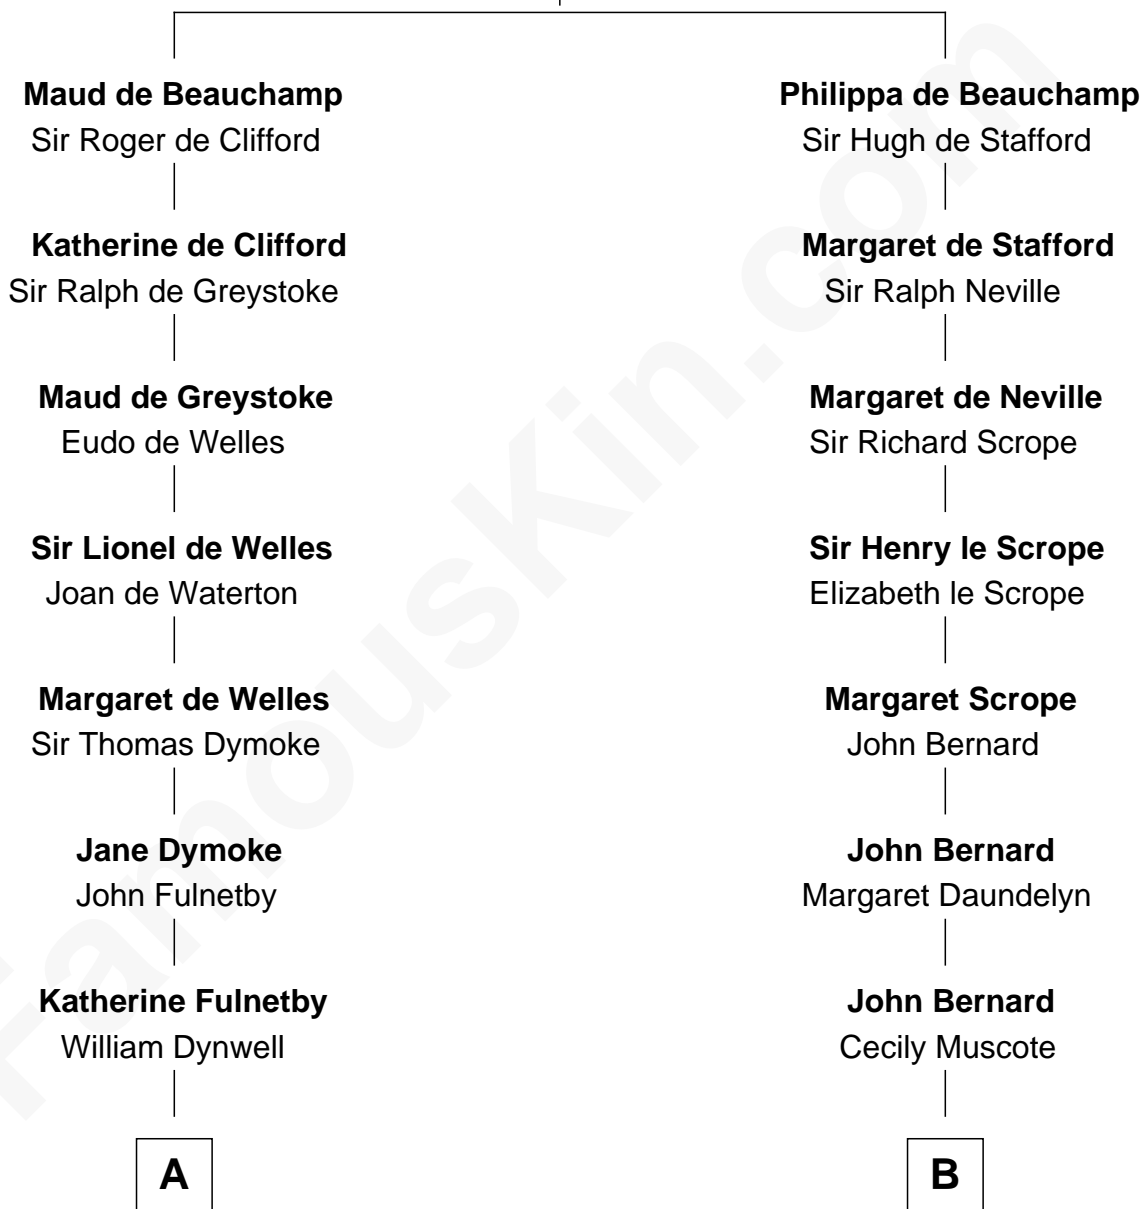 Maud de Beauchamp
Sir Roger de Clifford
Katherine de Clifford
Sir Ralph de Greystoke
Maud de Greystoke
Eudo de Welles
Sir Lionel de Welles
Joan de Waterton
Margaret de Welles
Sir Thomas Dymoke
Jane Dymoke
John Fulnetby
Katherine Fulnetby
William Dynwell
A
Philippa de Beauchamp
Sir Hugh de Stafford
Margaret de Stafford
Sir Ralph Neville
Margaret de Neville
Sir Richard Scrope
Sir Henry le Scrope
Elizabeth le Scrope
Margaret Scrope
John Bernard
John Bernard
Margaret Daundelyn
John Bernard
Cecily Muscote
B
FamousKin.com